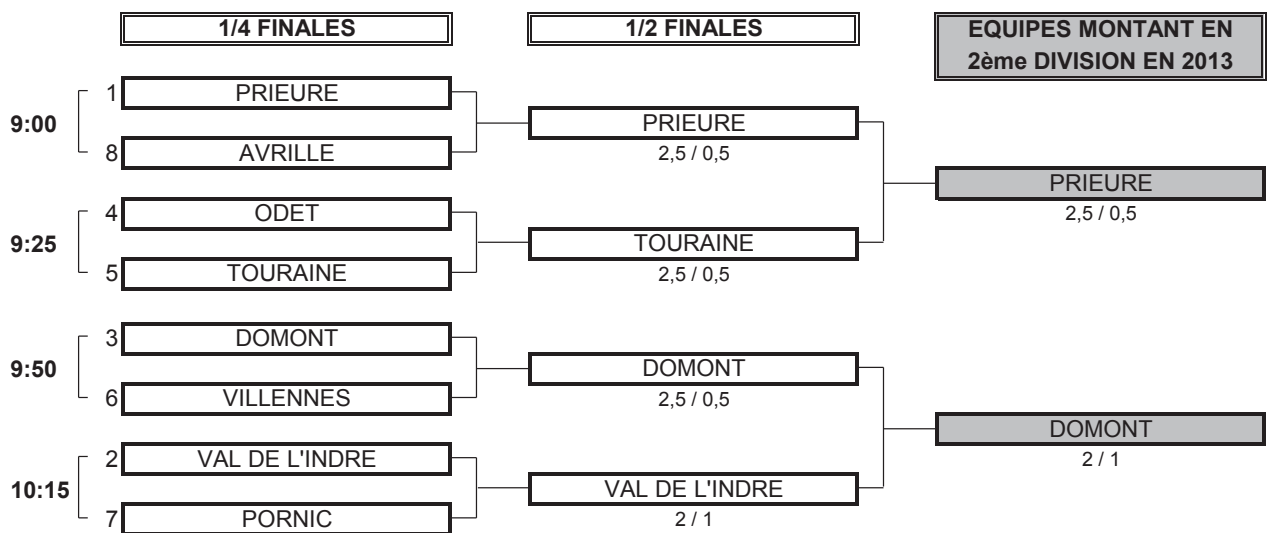 1/4 FINALES
1/2 FINALES
EQUIPES MONTANT EN
2ème DIVISION EN 2013
9:00
1 PRIEURE
8 AVRILLE
PRIEURE
2,5 / 0,5
9:25
4 ODET
5 TOURAINE
TOURAINE
2,5 / 0,5
PRIEURE
2,5 / 0,5
9:50
3 DOMONT
6 VILLENNES
DOMONT
2,5 / 0,5
10:15
2 VAL DE L'INDRE
7 PORNIC
VAL DE L'INDRE
2 / 1
DOMONT
2 / 1